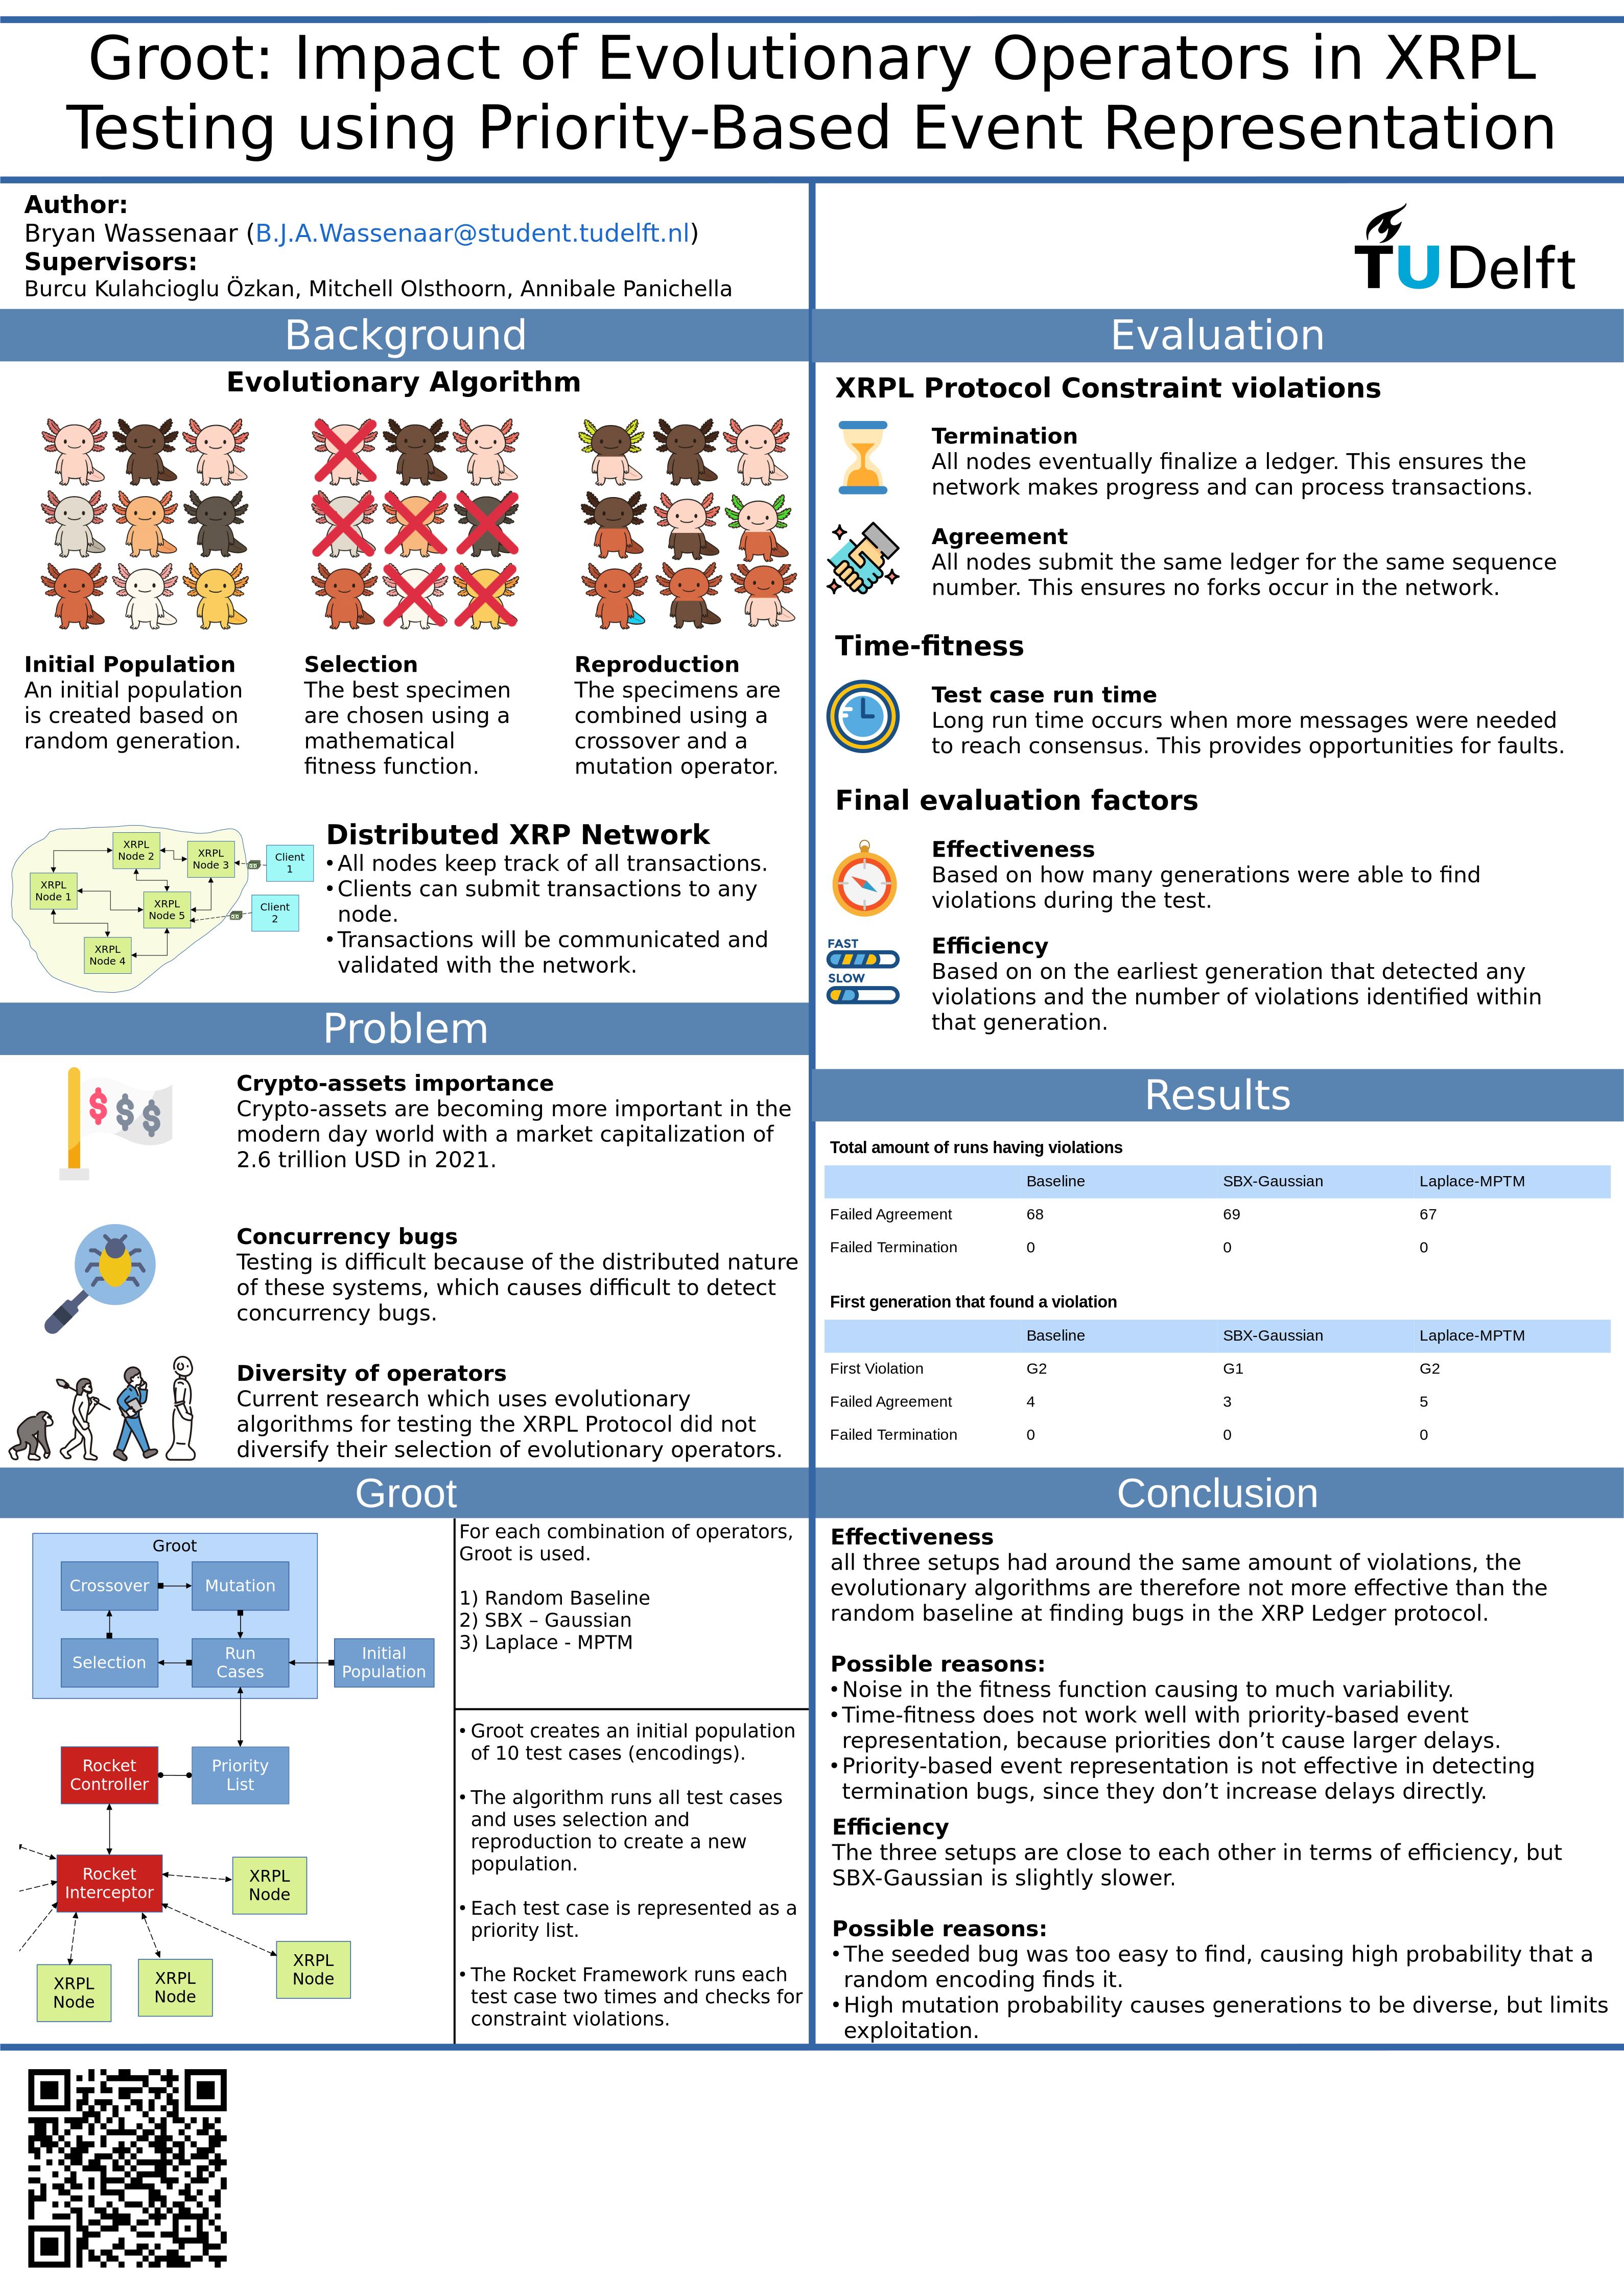 Groot: Impact of Evolutionary Operators in XRPL
Testing using Priority-Based Event Representation
Author:
Bryan Wassenaar (B.J.A.Wassenaar@student.tudelft.nl)
Supervisors:
Burcu Kulahcioglu Özkan, Mitchell Olsthoorn, Annibale Panichella
TUDelft
Background
Evolutionary Algorithm
Initial Population
An initial population
is created based on
random generation.
Selection
The best specimen
are chosen using a
mathematical
fitness function.
Reproduction
The specimens are
combined using a
crossover and a
mutation operator.
XRPL
Node 2
XRPL
Node 3
Client
1
XRPL
Node 1
XRPL
Node 5
Client
2
XRPL
Node 4
Distributed XRP Network
•All nodes keep track of all transactions.
•Clients can submit transactions to any
node.
•Transactions will be communicated and
validated with the network.
Problem
$ $ $
Crypto-assets importance
Crypto-assets are becoming more important in the
modern day world with a market capitalization of
2.6 trillion USD in 2021.
Concurrency bugs
Testing is difficult because of the distributed nature
of these systems, which causes difficult to detect
concurrency bugs.
Diversity of operators
Current research which uses evolutionary
algorithms for testing the XRPL Protocol did not
diversify their selection of evolutionary operators.
Groot
Groot
Crossover
Mutation
Selection
Run
Cases
Initial
Population
Rocket
Controller
Priority
List
Rocket
Interceptor
XRPL
Node
XRPL
Node
XRPL
Node
XRPL
Node
For each combination of operators,
Groot is used.
1) Random Baseline
2) SBX – Gaussian
3) Laplace - MPTM
• Groot creates an initial population
of 10 test cases (encodings).
• The algorithm runs all test cases
and uses selection and
reproduction to create a new
population.
• Each test case is represented as a
priority list.
• The Rocket Framework runs each
test case two times and checks for
constraint violations.
Evaluation
XRPL Protocol Constraint violations
Termination
All nodes eventually finalize a ledger. This ensures the
network makes progress and can process transactions.
Agreement
All nodes submit the same ledger for the same sequence
number. This ensures no forks occur in the network.
Time-fitness
Test case run time
Long run time occurs when more messages were needed
to reach consensus. This provides opportunities for faults.
Final evaluation factors
Effectiveness
Based on how many generations were able to find
violations during the test.
FAST
SLOW
Efficiency
Based on on the earliest generation that detected any
violations and the number of violations identified within
that generation.
Results
Total amount of runs having violations
Baseline SBX-Gaussian Laplace-MPTM
Failed Agreement 68 69 67
Failed Termination 0 0 0
First generation that found a violation
Baseline SBX-Gaussian Laplace-MPTM
First Violation G2 G1 G2
Failed Agreement 4 3 5
Failed Termination 0 0 0
Conclusion
Effectiveness
all three setups had around the same amount of violations, the
evolutionary algorithms are therefore not more effective than the
random baseline at finding bugs in the XRP Ledger protocol.
Possible reasons:
•Noise in the fitness function causing to much variability.
•Time-fitness does not work well with priority-based event
representation, because priorities don’t cause larger delays.
•Priority-based event representation is not effective in detecting
termination bugs, since they don’t increase delays directly.
Efficiency
The three setups are close to each other in terms of efficiency, but
SBX-Gaussian is slightly slower.
Possible reasons:
•The seeded bug was too easy to find, causing high probability that a
random encoding finds it.
•High mutation probability causes generations to be diverse, but limits
exploitation.